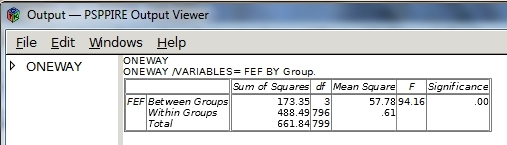 Output — PSPPIRE Output Viewer
File Edit Windows Help
ONEWAY
ONEWAY
ONEWAY /VARIABLES= FEF BY Group.
Sum of Squares df Mean Square F Significance
FEF Between Groups 173.35 3 57.78 94.16 .00
Within Groups 488.49 796 .61
Total 661.84 799